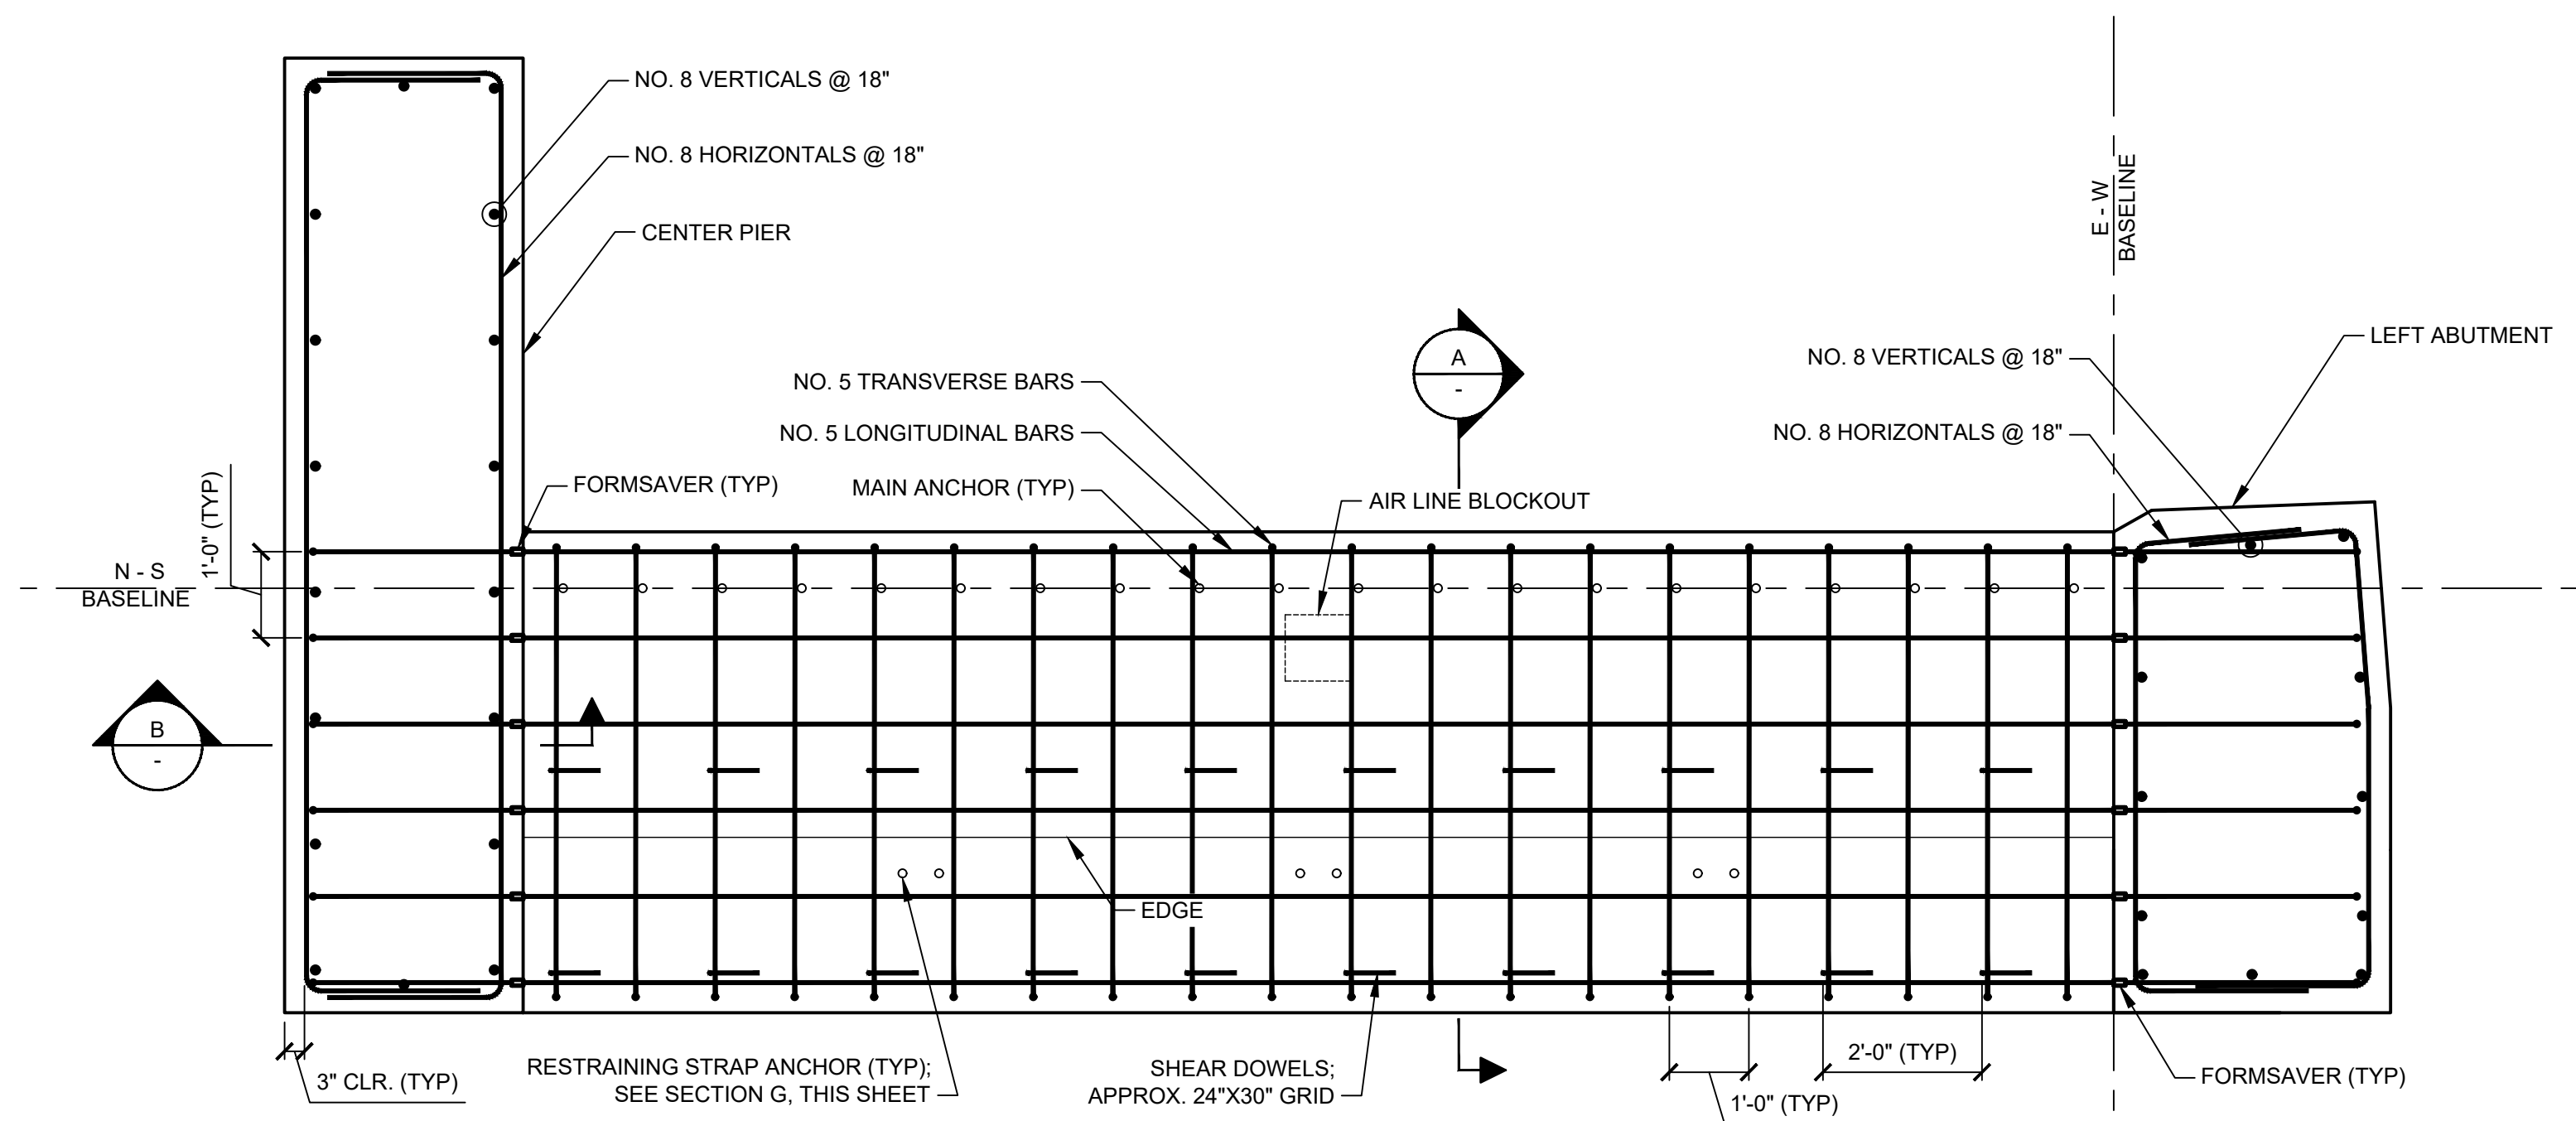 NO. 8 VERTICALS @ 18"
NO. 8 HORIZONTALS @ 18"
CENTER PIER
E - W
BASELINE
LEFT ABUTMENT
NO. 8 VERTICALS @ 18"
NO. 8 HORIZONTALS @ 18"
A
-
NO. 5 TRANSVERSE BARS
NO. 5 LONGITUDINAL BARS
MAIN ANCHOR (TYP)
FORMSAVER (TYP)
AIR LINE BLOCKOUT
1'-0" (TYP)
N - S
BASELINE
B
-
EDGE
3" CLR. (TYP)
RESTRAINING STRAP ANCHOR (TYP);
SEE SECTION G, THIS SHEET
SHEAR DOWELS;
APPROX. 24"X30" GRID
2'-0" (TYP)
1'-0" (TYP)
FORMSAVER (TYP)